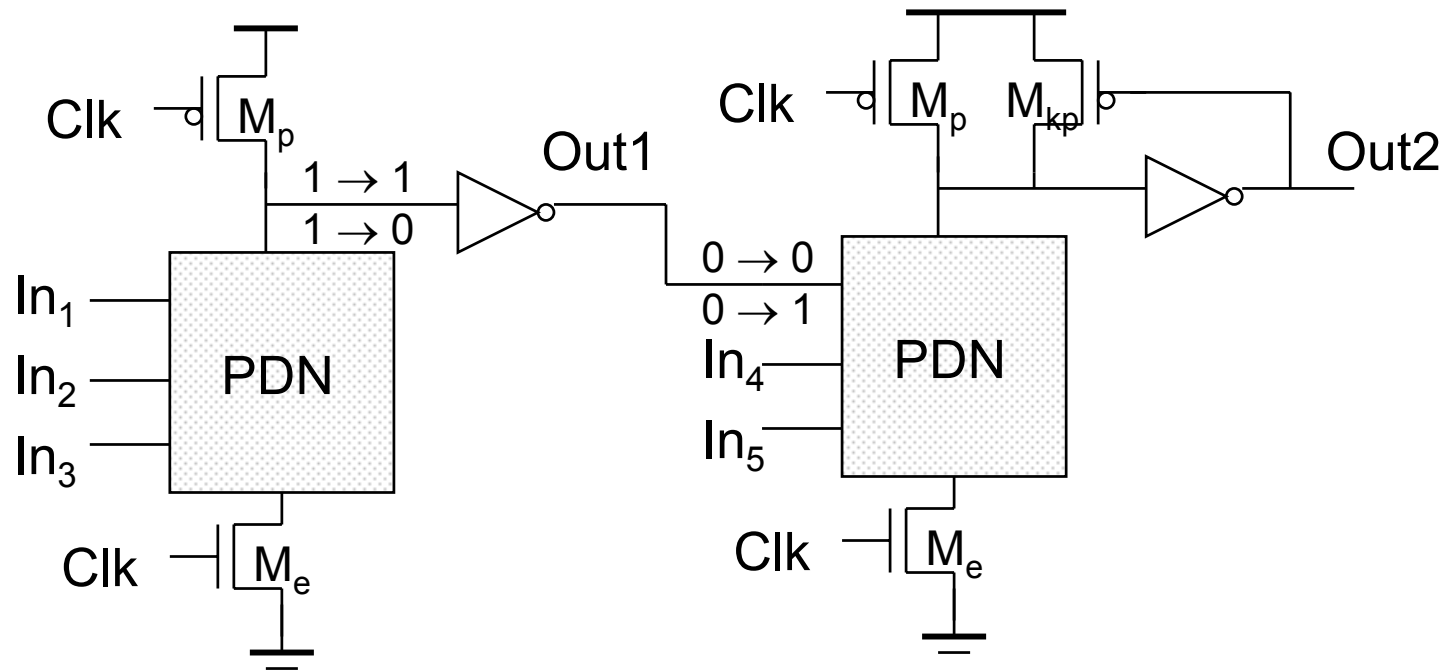 Clk
M_p
1 → 1
1 → 0
Out1
In_1
In_2
In_3
PDN
Clk
M_e
Clk
M_p
M_kp
Out2
0 → 0
0 → 1
In_4
In_5
PDN
Clk
M_e